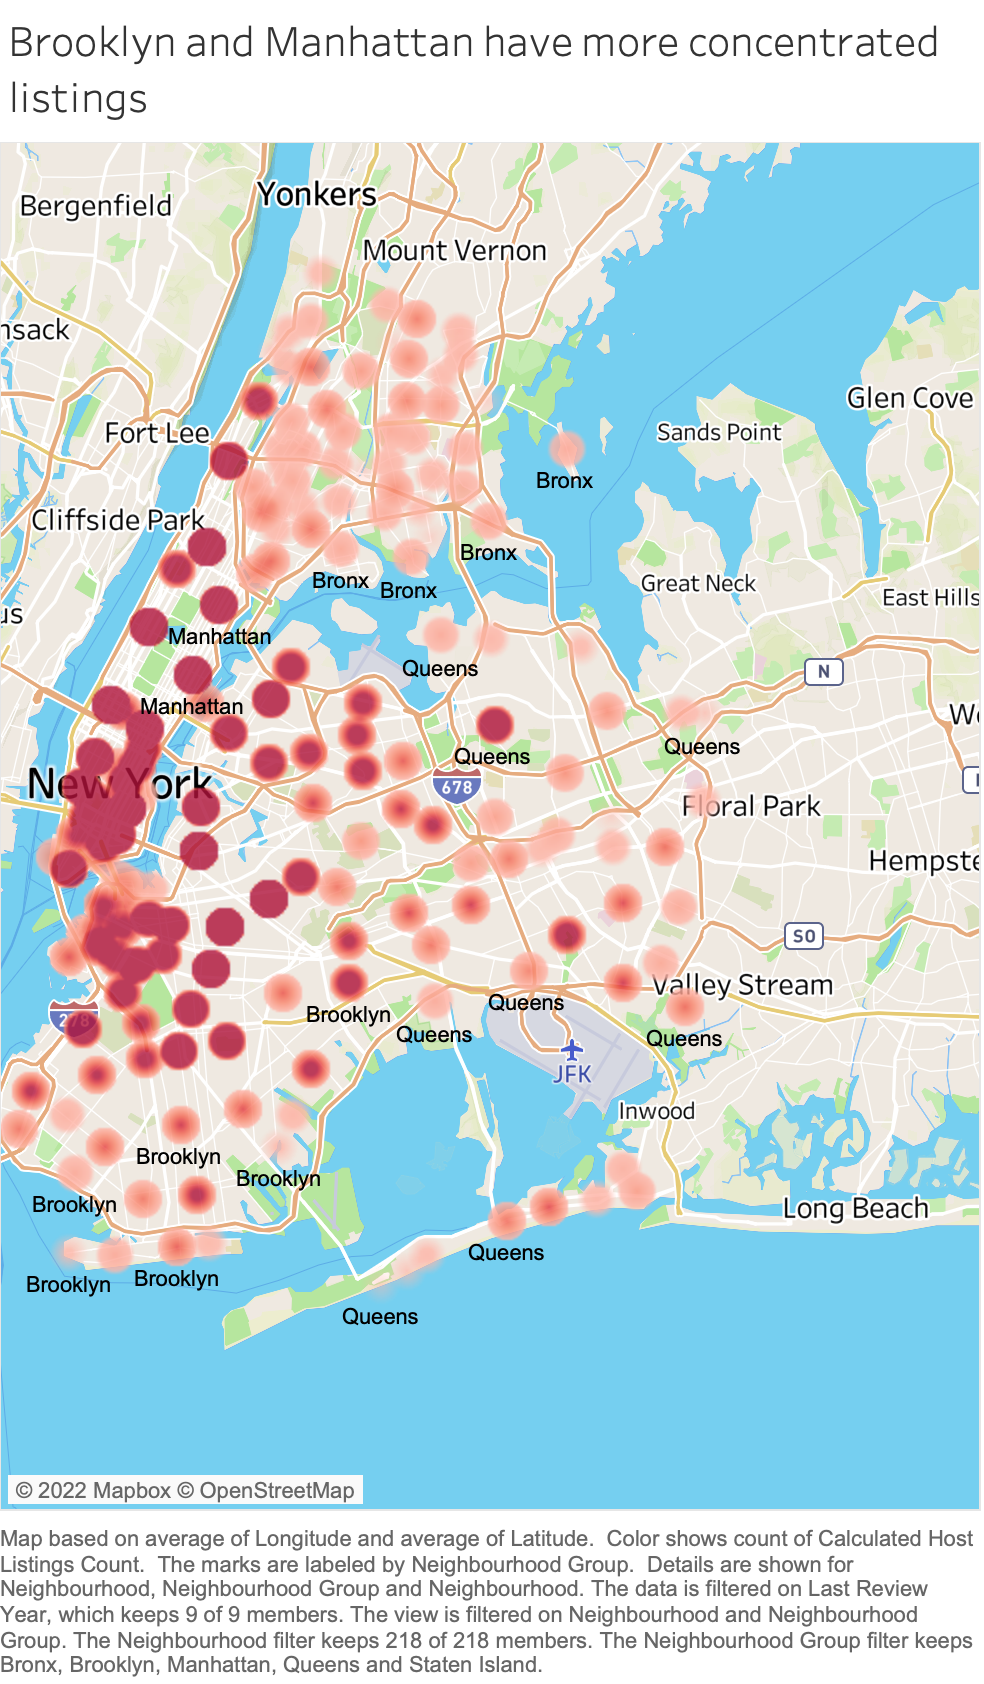 Brooklyn and Manhattan have more concentrated
listings
Yonkers
Bergenfield
Mount Vernon
nsack
Glen Cove
Fort Lee
Sands Point
Bronx
Cliffside Park
Bronx
Bronx
Bronx
Great Neck
East Hills
us
Manhattan
Queens
N
Manhattan
W
Queens
Queens
New York
678
Floral Park
Hempste
SO
Valley Stream
Queens
Brooklyn
278
Queens
Queens
JFK
Inwood
Brooklyn
Brooklyn
Brooklyn
Long Beach
Queens
Brooklyn
Brooklyn
Queens
© 2022 Mapbox © OpenStreetMap
Map based on average of Longitude and average of Latitude.  Color shows count of Calculated Host
Listings Count.  The marks are labeled by Neighbourhood Group.  Details are shown for
Neighbourhood, Neighbourhood Group and Neighbourhood. The data is filtered on Last Review
Year, which keeps 9 of 9 members. The view is filtered on Neighbourhood and Neighbourhood
Group. The Neighbourhood filter keeps 218 of 218 members. The Neighbourhood Group filter keeps
Bronx, Brooklyn, Manhattan, Queens and Staten Island.